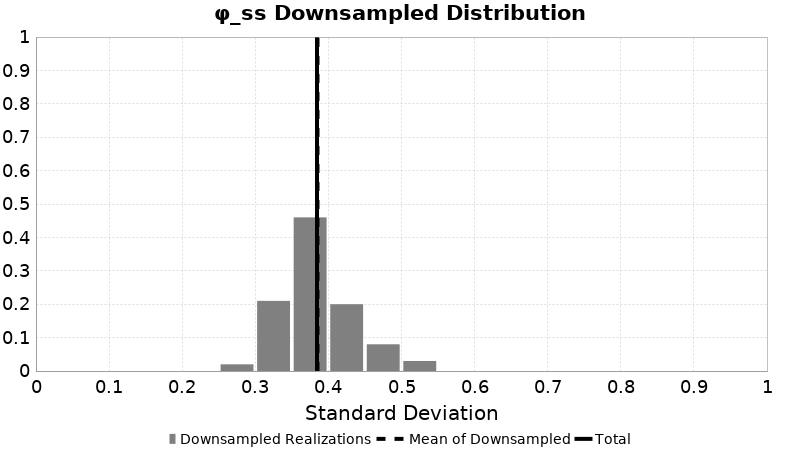 φ_ss Downsampled Distribution
1
0.9
0.8
0.7
0.6
0.5
0.4
0.3
0.2
0.1
0
0 0.1 0.2 0.3 0.4 0.5 0.6 0.7 0.8 0.9 1
Standard Deviation
Downsampled Realizations Mean of Downsampled Total